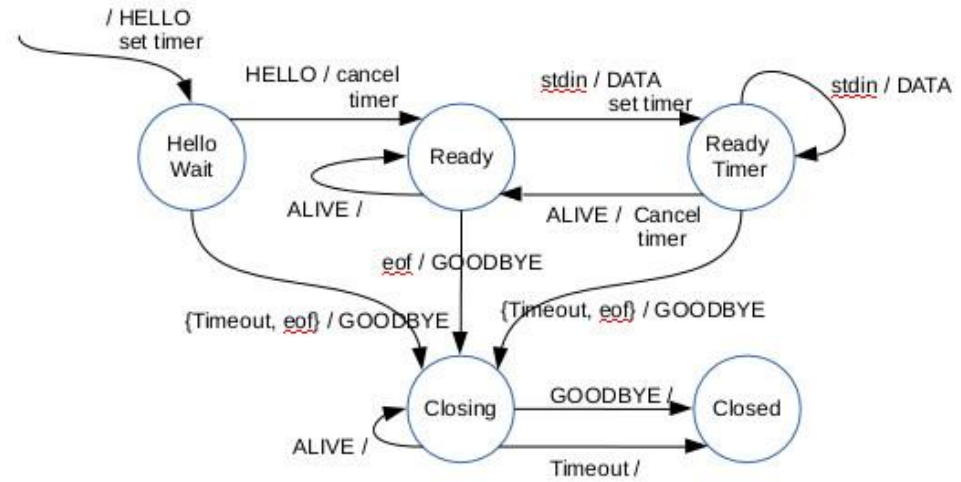 / HELLO
set timer
HELLO / cancel
timer
stdin / DATA
set timer
stdin / DATA
Hello
Wait
Ready
Ready
Timer
ALIVE /
ALIVE / Cancel
timer
eof / GOODBYE
{Timeout, eof} / GOODBYE
{Timeout, eof} / GOODBYE
Closing
GOODBYE /
Closed
ALIVE /
Timeout /